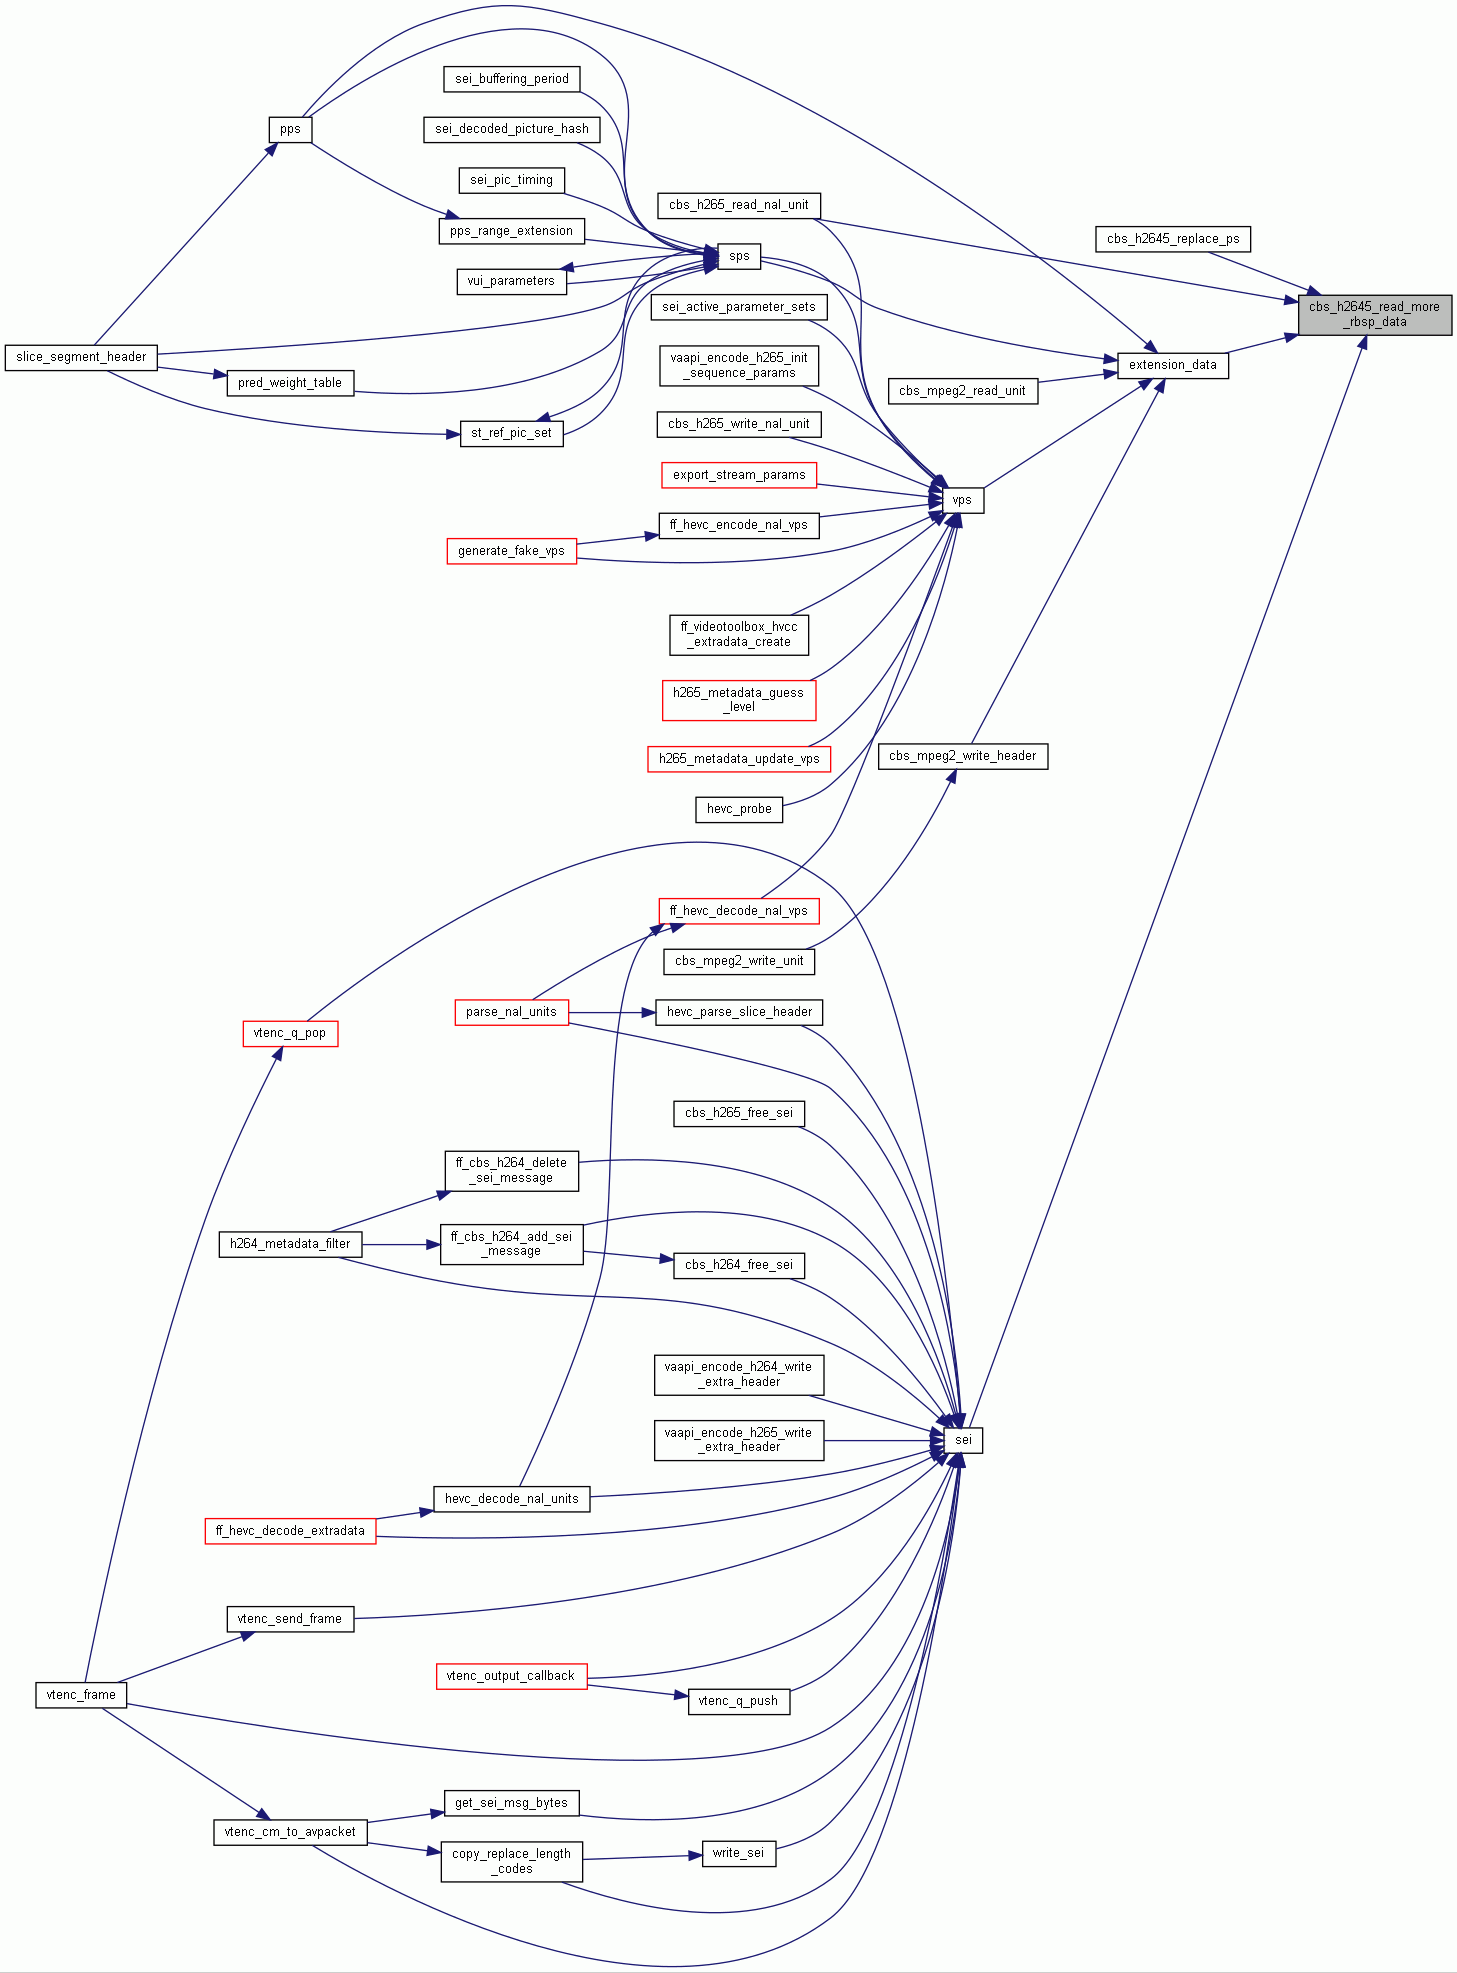 sei_buffering_period
pps
sei_decoded_picture_hash
sei_pic_timing
cbs_h265_read_nal_unit
pps_range_extension
cbs_h2645_replace_ps
sps
vui_parameters
sei_active_parameter_sets
cbs_h2645_read_more
_rbsp_data
slice_segment_header
vaapi_encode_h265_init
_sequence_params
extension_data
pred_weight_table
cbs_mpeg2_read_unit
cbs_h265_write_nal_unit
st_ref_pic_set
export_stream_params
vps
ff_hevc_encode_nal_vps
generate_fake_vps
ff_videotoolbox_hvcc
_extradata_create
h265_metadata_guess
_level
h265_metadata_update_vps
cbs_mpeg2_write_header
hevc_probe
ff_hevc_decode_nal_vps
cbs_mpeg2_write_unit
parse_nal_units
hevc_parse_slice_header
vtenc_q_pop
cbs_h265_free_sei
ff_cbs_h264_delete
_sei_message
h264_metadata_filter
ff_cbs_h264_add_sei
_message
cbs_h264_free_sei
vaapi_encode_h264_write
_extra_header
vaapi_encode_h265_write
_extra_header
sei
hevc_decode_nal_units
ff_hevc_decode_extradata
vtenc_send_frame
vtenc_output_callback
vtenc_frame
vtenc_q_push
get_sei_msg_bytes
vtenc_cm_to_avpacket
copy_replace_length
_codes
write_sei